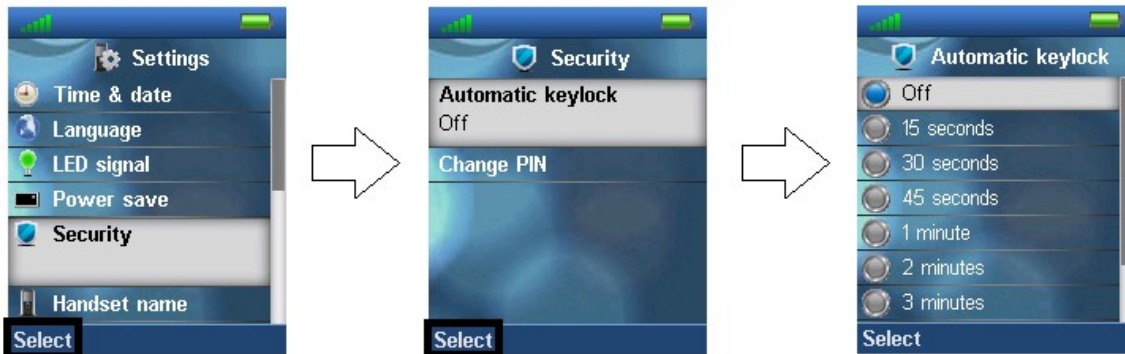 Settings
Time & date
Language
LED signal
Power save
Security
Handset name
Select
Security
Automatic keylock
Off
Change PIN
Select
Automatic keylock
Off
15 seconds
30 seconds
45 seconds
1 minute
2 minutes
3 minutes
Select